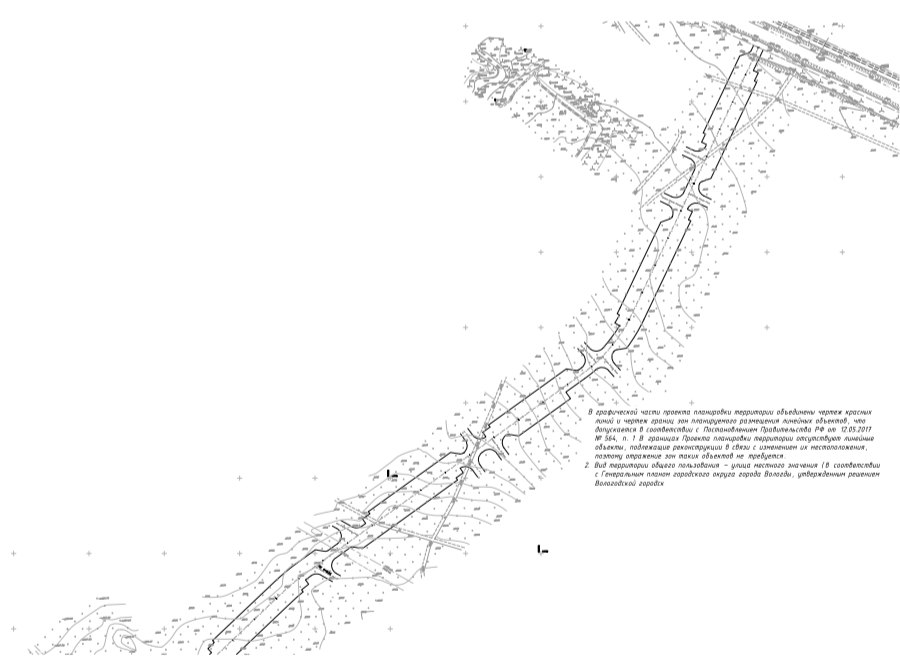 В графической части проекта планировки территории объединены чертеж красных
линий и чертеж границ зон планируемого размещения линейных объектов, что
допускается в соответствии с Постановлением Правительства РФ от 12.05.2017
№ 564, п. 1 В границах Проекта планировки территории отсутствуют линейные
объекты, подлежащие реконструкции в связи с изменением их местоположения,
поэтому отражение зон таких объектов не требуется.
2. Вид территории общего пользования - улица местного значения ( в соответствии
с Генеральным планом городского округа города Вологды, утвержденным решением
Вологодской городск